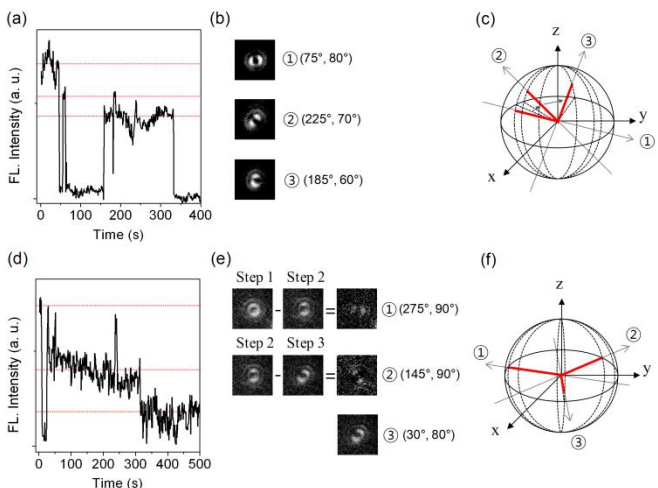 (a)
FL. Intensity (a. u.)
0 100 200 300 400
Time (s)
(b)
① (75°, 80°)
② (225°, 70°)
③ (185°, 60°)
(c)
z
③
②
y
①
x
(d)
FL. Intensity (a. u.)
0 100 200 300 400 500
Time (s)
(e)
Step 1 Step 2
- = ① (275°, 90°)
Step 2 Step 3
- = ② (145°, 90°)
③ (30°, 80°)
(f)
z
①
②
y
x
③